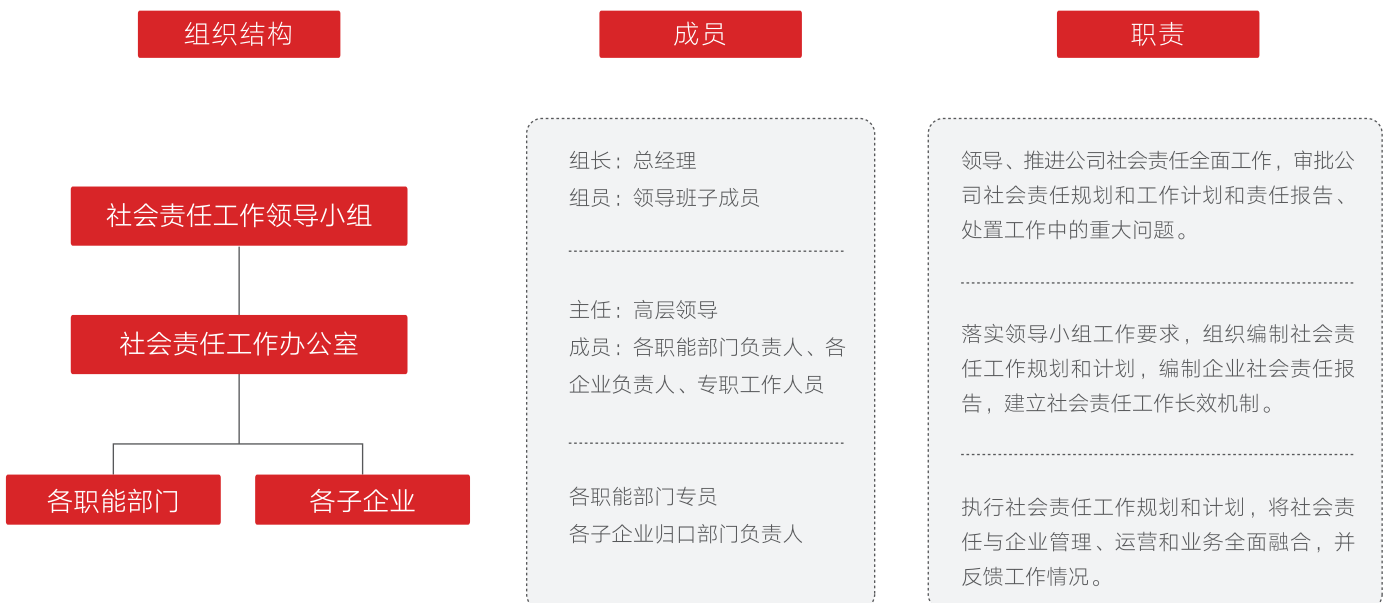 组织结构
成员
职责
社会责任工作领导小组
社会责任工作办公室
各职能部门
各子企业
组长：总经理
组员：领导班子成员
主任：高层领导
成员：各职能部门负责人、各
企业负责人、专职工作人员
各职能部门专员
各子企业归口部门负责人
领导、推进公司社会责任全面工作，审批公
司社会责任规划和工作计划和责任报告、
处置工作中的重大问题。
落实领导小组工作要求，组织编制社会责
任工作规划和计划，编制企业社会责任报
告，建立社会责任工作长效机制。
执行社会责任工作规划和计划，将社会责
任与企业管理、运营和业务全面融合，并
反馈工作情况。